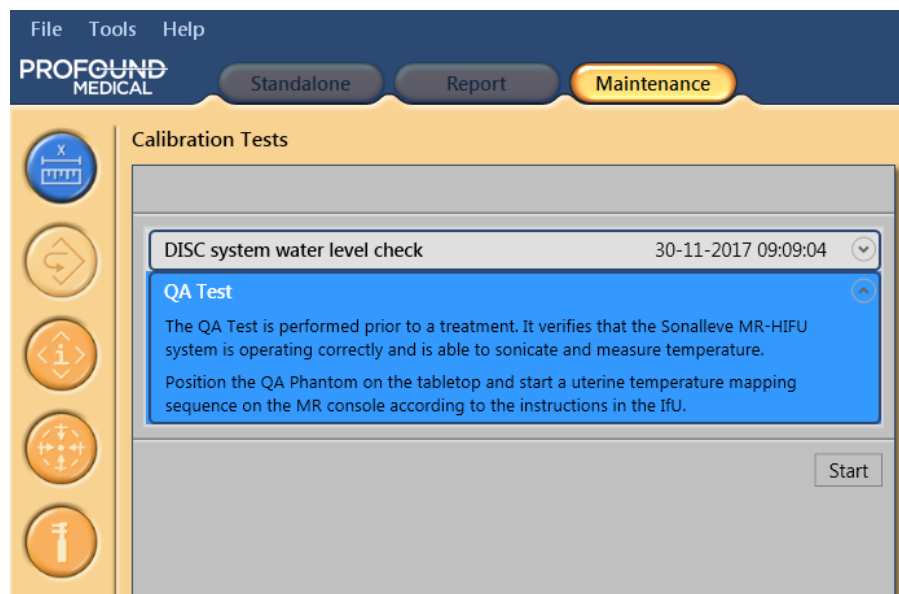 File Tools Help
PROFOUND
MEDICAL
Standalone Report Maintenance
Calibration Tests
X
DISC system water level check 30-11-2017 09:09:04
QA Test
The QA Test is performed prior to a treatment. It verifies that the Sonalleve MR-HIFU
system is operating correctly and is able to sonicate and measure temperature.
Position the QA Phantom on the tabletop and start a uterine temperature mapping
sequence on the MR console according to the instructions in the IfU.
Start